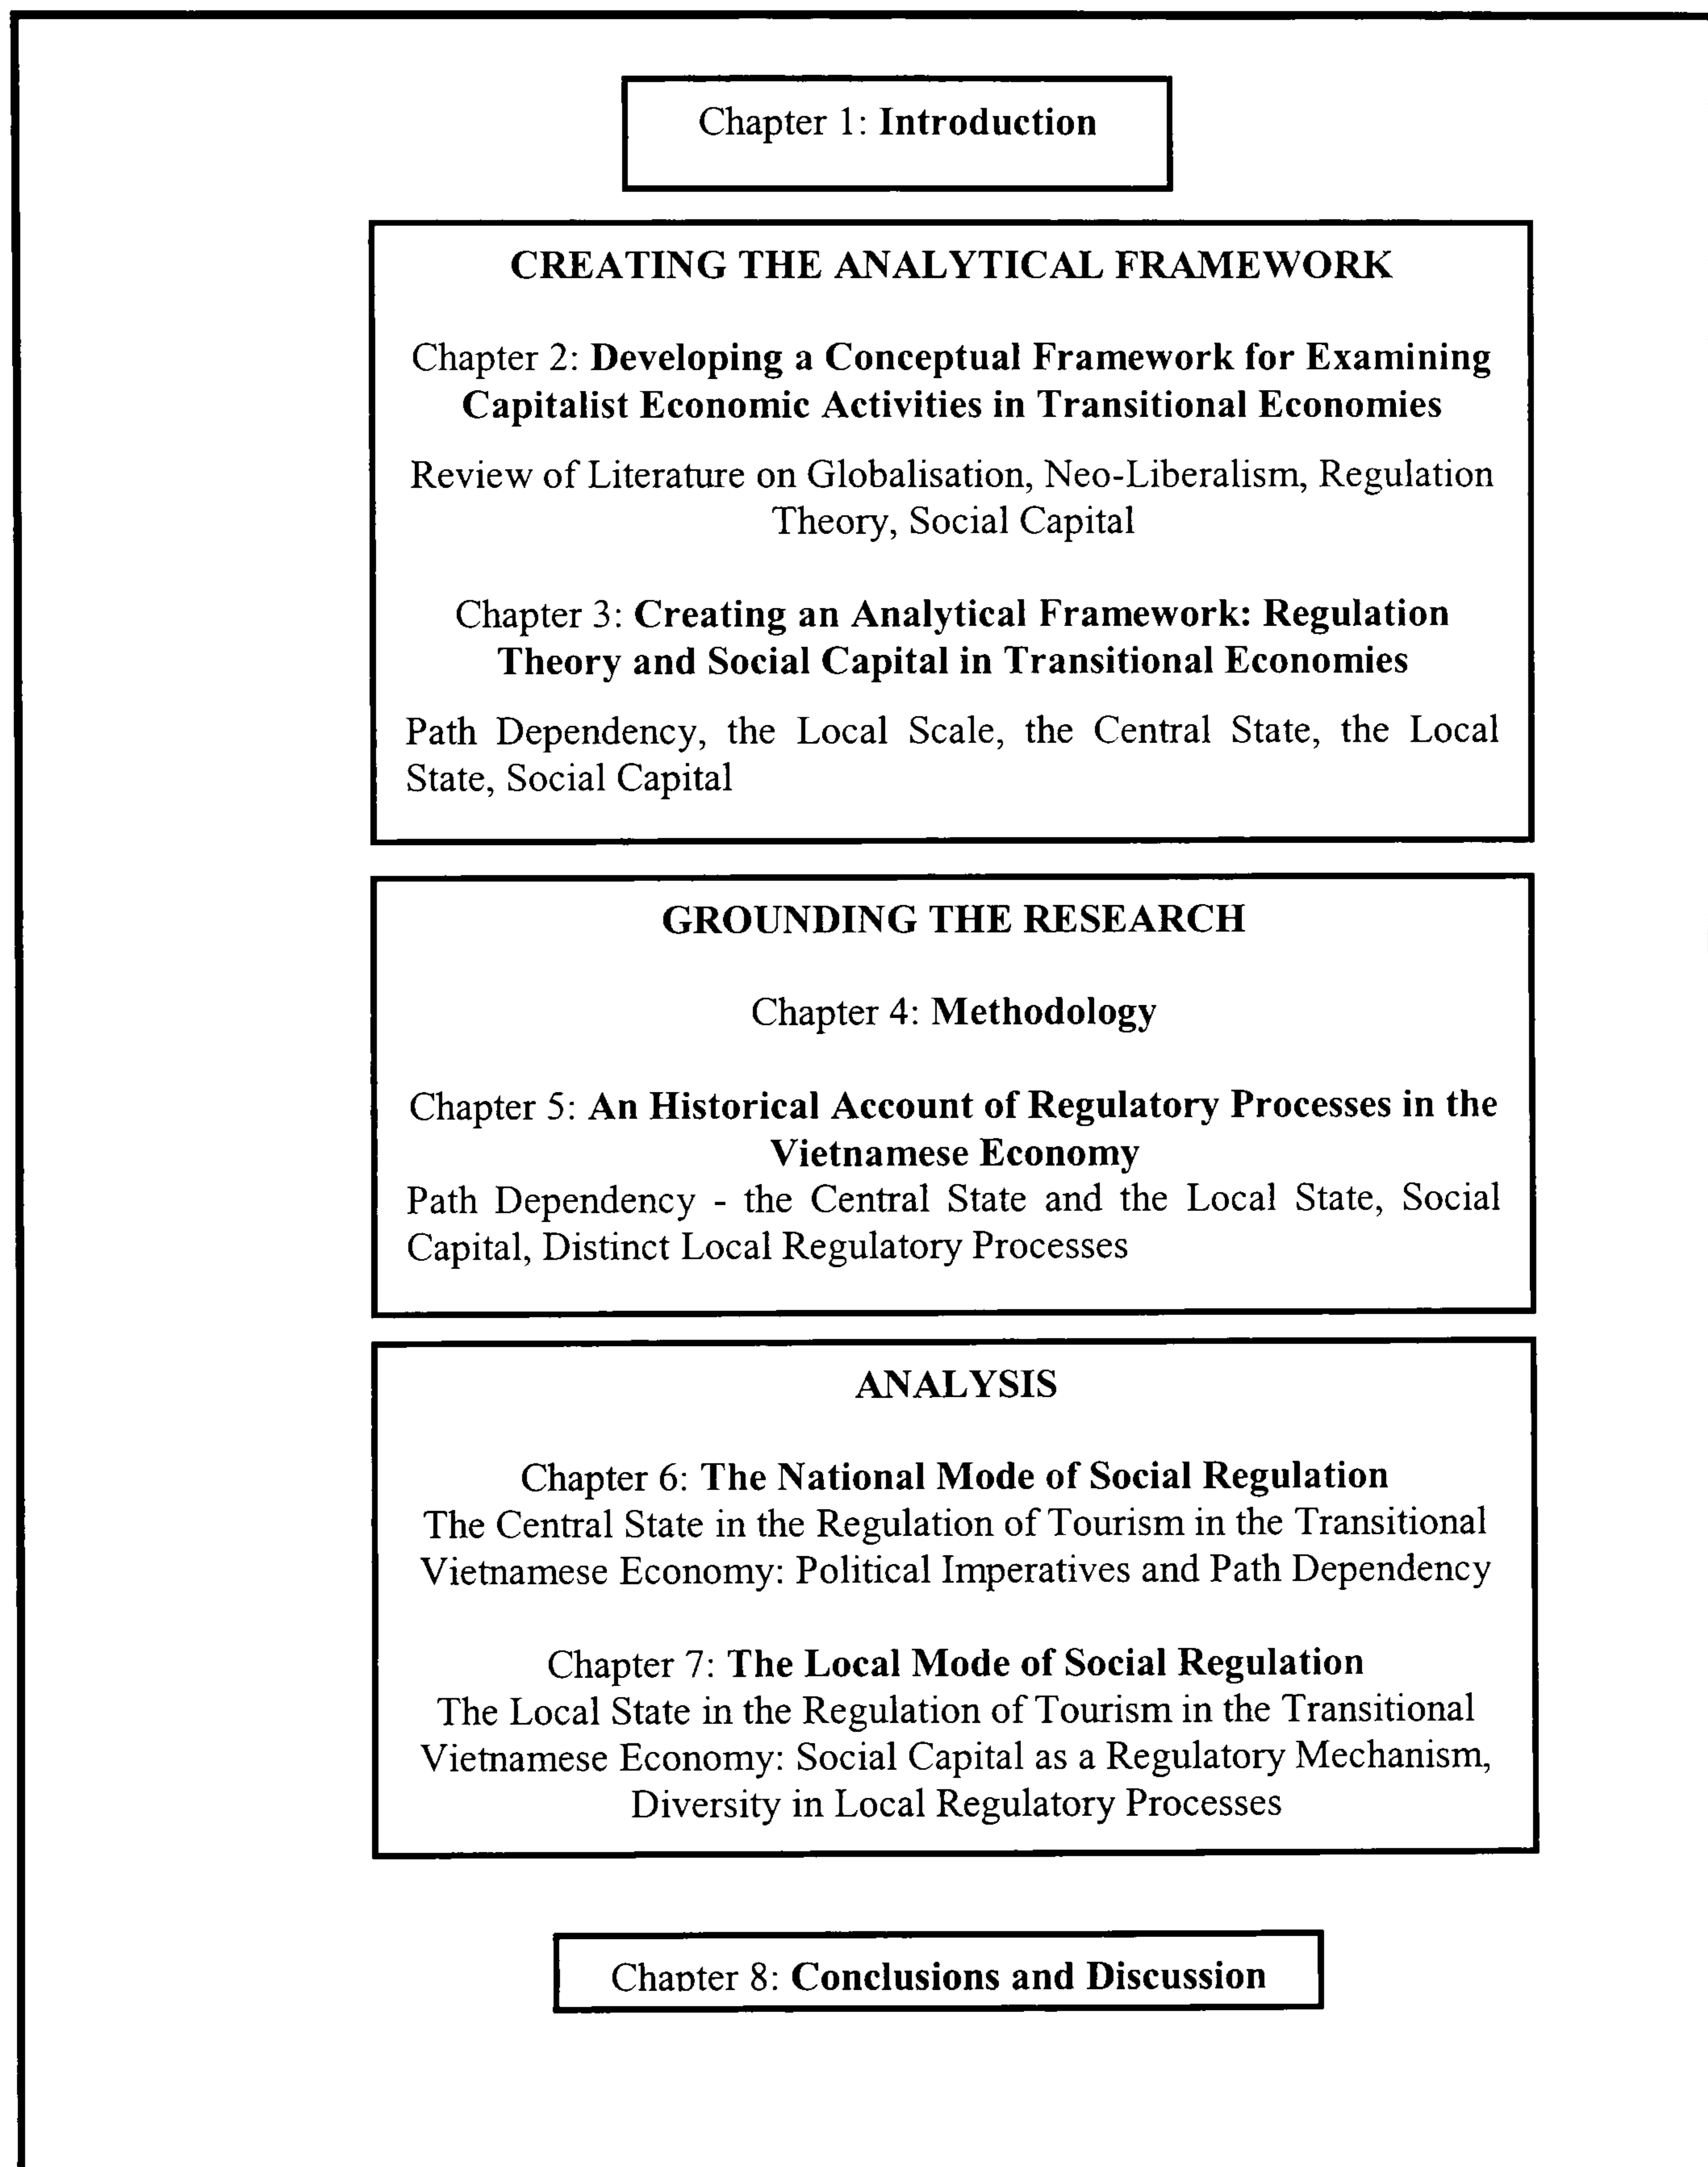 Chapter 1: Introduction
CREATING THE ANALYTICAL FRAMEWORK
Chapter 2: Developing a Conceptual Framework for Examining
Capitalist Economic Activities in Transitional Economies
Review of Literature on Globalisation, Neo-Liberalism, Regulation
Theory, Social Capital
Chapter 3: Creating an Analytical Framework: Regulation
Theory and Social Capital in Transitional Economies
Path Dependency, the Local Scale, the Central State, the Local
State, Social Capital
GROUNDING THE RESEARCH
Chapter 4: Methodology
Chapter 5: An Historical Account of Regulatory Processes in the
Vietnamese Economy
Path Dependency - the Central State and the Local State, Social
Capital, Distinct Local Regulatory Processes
ANALYSIS
Chapter 6: The National Mode of Social Regulation
The Central State in the Regulation of Tourism in the Transitional
Vietnamese Economy: Political Imperatives and Path Dependency
Chapter 7: The Local Mode of Social Regulation
The Local State in the Regulation of Tourism in the Transitional
Vietnamese Economy: Social Capital as a Regulatory Mechanism,
Diversity in Local Regulatory Processes
Chapter 8: Conclusions and Discussion